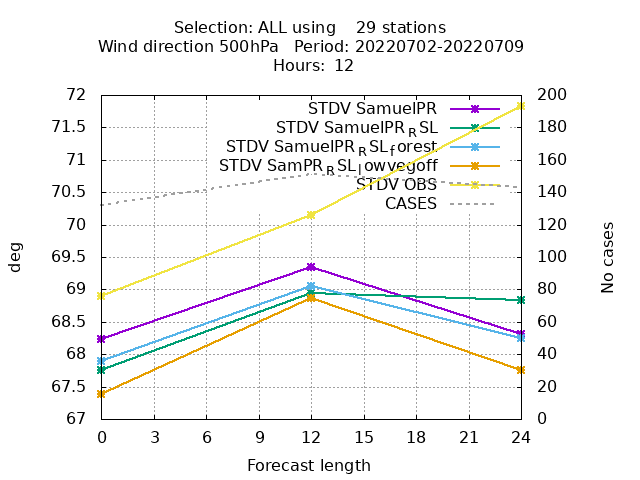 Selection: ALL using    29 stations
Wind direction 500hPa   Period: 20220702-20220709
Hours: 12
72
71.5
71
70.5
70
69.5
69
68.5
68
67.5
67
deg
200
180
160
140
120
100
80
60
40
20
0
No cases
STDV SamuelPR
STDV SamuelPR_RSL
STDV SamuelPR_RSL_forest
STDV SamPR_RSL_lowvegoff
STDV OBS
CASES
0 3 6 9 12 15 18 21 24
Forecast length